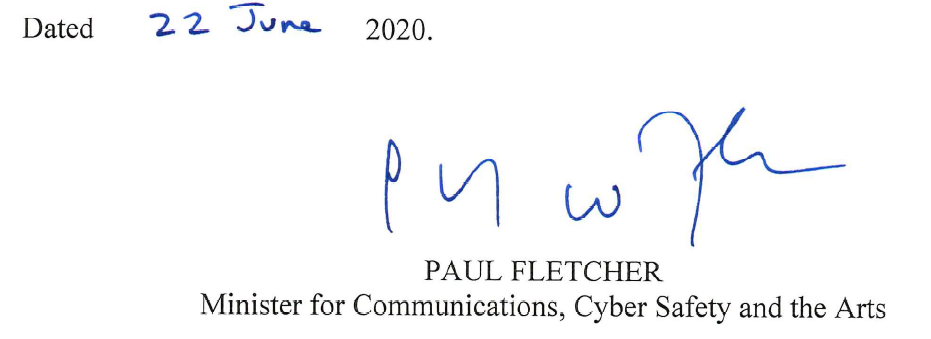 Dated 22 June 2020.
PAUL FLETCHER
Minister for Communications, Cyber Safety and the Arts